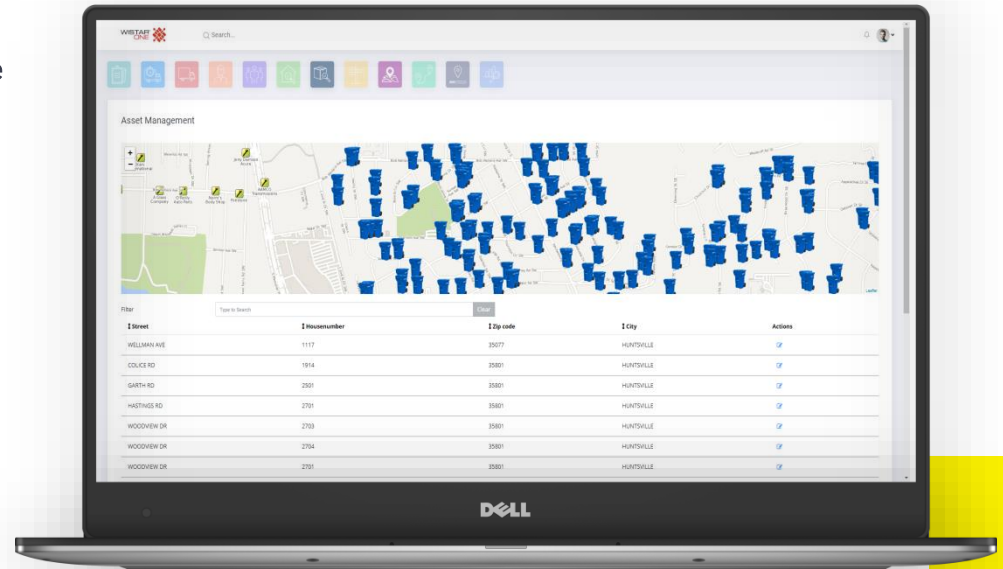 e
WISTAR
ONE
Search...
Asset Management
+
-
Filter
Type to Search
Clear
Street Housenumber Zip code City Actions
WELLMAN AVE 1117 35077 HUNTSVILLE
COLICE RD 1914 35801 HUNTSVILLE
GARTH RD 2501 35801 HUNTSVILLE
HASTINGS RD 2701 35801 HUNTSVILLE
WOODVIEW DR 2703 35801 HUNTSVILLE
WOODVIEW DR 2704 35801 HUNTSVILLE
WOODVIEW DR 2701 35801 HUNTSVILLE
DELL